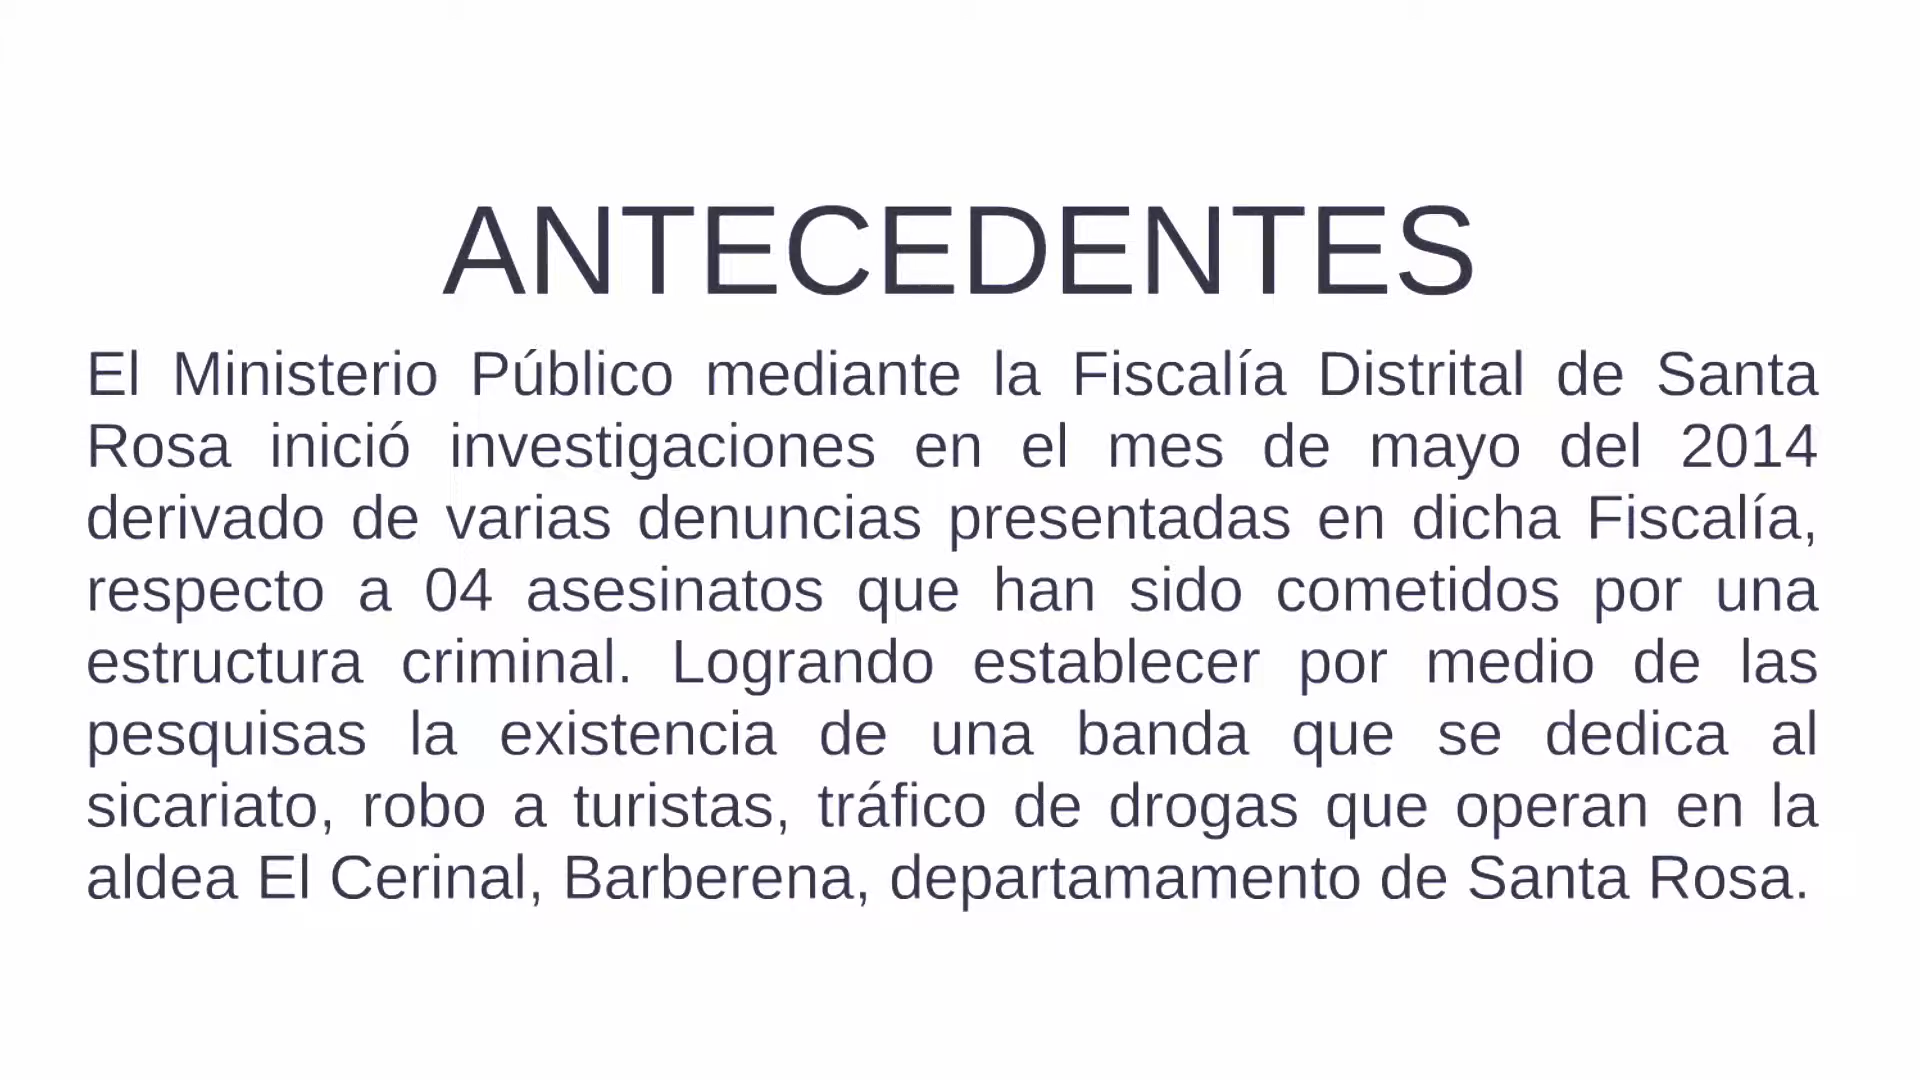 ANTECEDENTES
El Ministerio Público mediante la Fiscalía Distrital de Santa
Rosa inició investigaciones en el mes de mayo del 2014
derivado de varias denuncias presentadas en dicha Fiscalía,
respecto a 04 asesinatos que han sido cometidos por una
estructura criminal. Logrando establecer por medio de las
pesquisas la existencia de una banda que se dedica al
sicariato, robo a turistas, tráfico de drogas que operan en la
aldea El Cerinal, Barberena, departamamento de Santa Rosa.